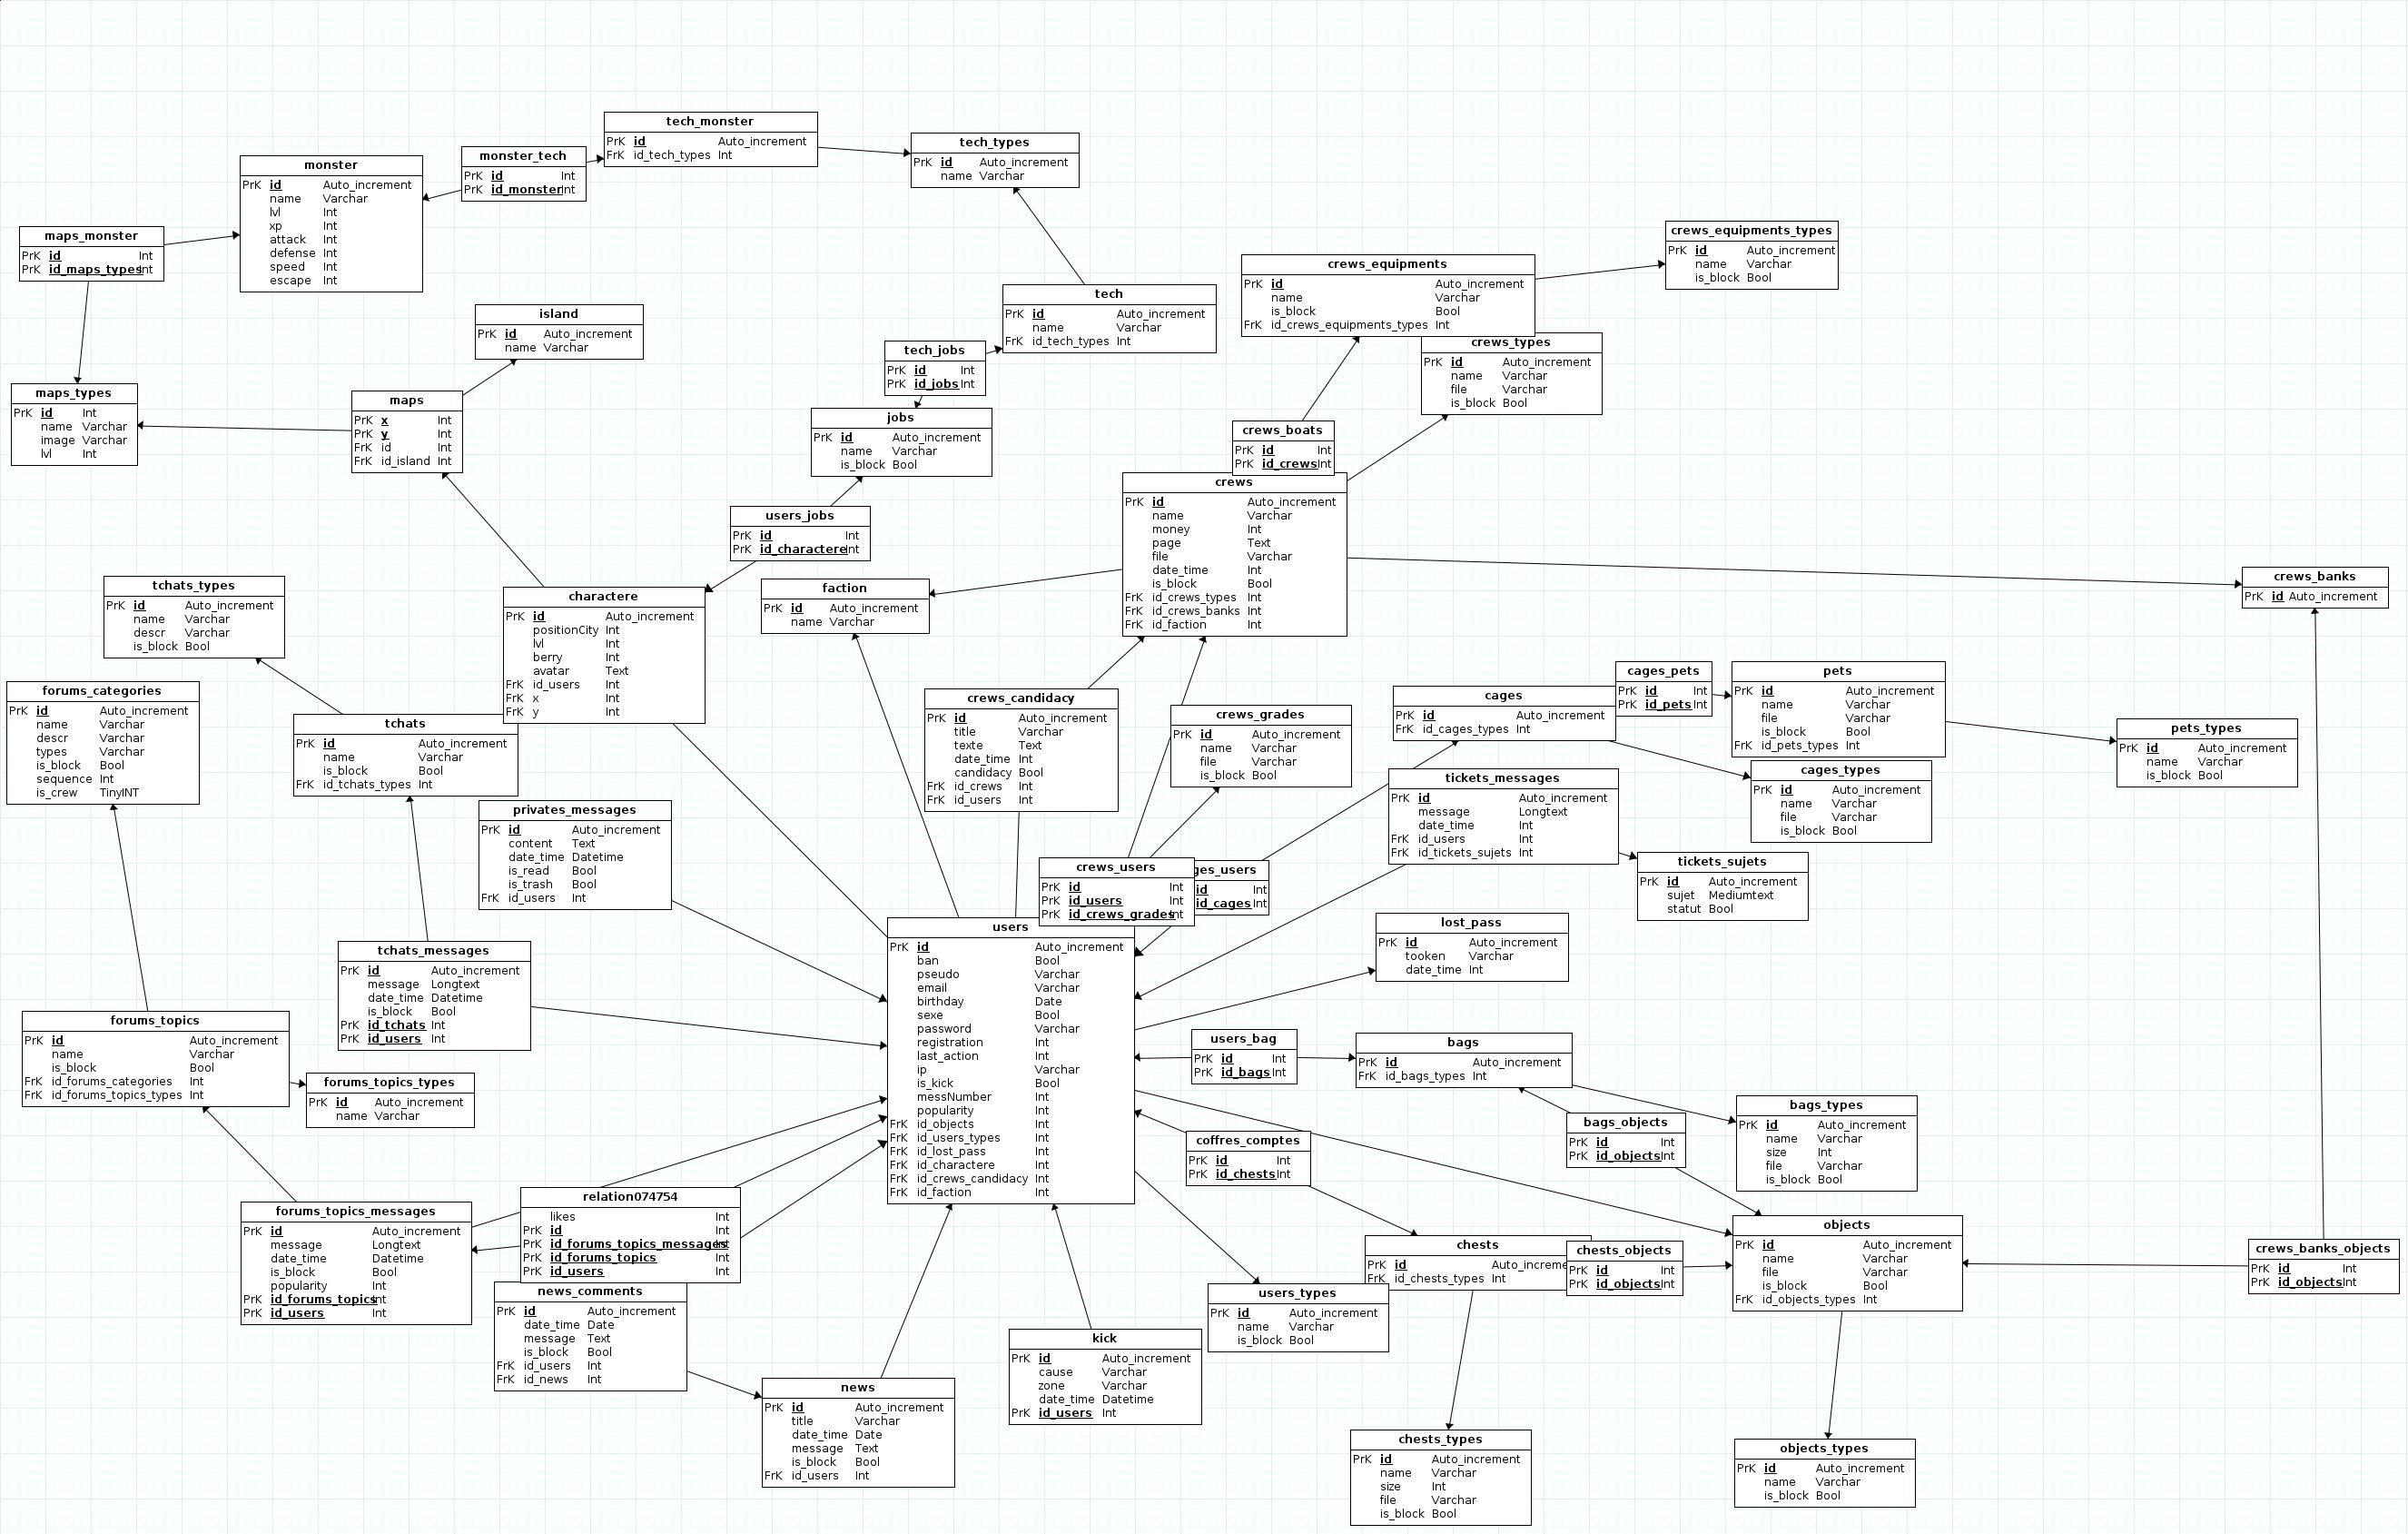 tech_monster
PrK id Auto_increment
FrK id_tech_types Int
tech_types
PrK id Auto_increment
name Varchar
monster_tech
PrK id Int
PrK id_monster Int
monster
PrK id Auto_increment
name Varchar
lvl Int
xp Int
attack Int
defense Int
speed Int
escape Int
maps_monster
PrK id Int
PrK id_maps_types Int
crews_equipments_types
PrK id Auto_increment
name Varchar
is_block Bool
crews_equipments
PrK id Auto_increment
name Varchar
is_block Bool
FrK id_crews_equipments_types Int
tech
PrK id Auto_increment
name Varchar
FrK id_tech_types Int
island
PrK id Auto_increment
name Varchar
crews_types
PrK id Auto_increment
name Varchar
file Varchar
is_block Bool
tech_jobs
PrK id Int
PrK id_jobs Int
maps_types
PrK id Int
name Varchar
image Varchar
lvl Int
maps
PrK x Int
PrK y Int
FrK id Int
FrK id_island Int
jobs
PrK id Auto_increment
name Varchar
is_block Bool
crews_boats
PrK id Int
PrK id_crews Int
crews
PrK id Auto_increment
name Varchar
money Int
page Text
file Varchar
date_time Int
is_block Bool
FrK id_crews_types Int
FrK id_crews_banks Int
FrK id_faction Int
users_jobs
PrK id Int
PrK id_charactere Int
crews_banks
PrK id Auto_increment
tchats_types
PrK id Auto_increment
name Varchar
descr Varchar
is_block Bool
faction
PrK id Auto_increment
name Varchar
charactere
PrK id Auto_increment
positionCity Int
lvl Int
berry Int
avatar Text
FrK id_users Int
FrK x Int
FrK y Int
cages_pets
PrK id Int
PrK id_pets Int
pets
PrK id Auto_increment
name Varchar
file Varchar
is_block Bool
FrK id_pets_types Int
forums_categories
PrK id Auto_increment
name Varchar
descr Varchar
types Varchar
is_block Bool
sequence Int
is_crew TinyINT
crews_candidacy
PrK id Auto_increment
title Varchar
texte Text
date_time Int
candidacy Bool
FrK id_crews Int
FrK id_users Int
cages
PrK id Auto_increment
FrK id_cages_types Int
crews_grades
PrK id Auto_increment
name Varchar
file Varchar
is_block Bool
tchats
PrK id Auto_increment
name Varchar
is_block Bool
FrK id_tchats_types Int
pets_types
PrK id Auto_increment
name Varchar
is_block Bool
cages_types
PrK id Auto_increment
name Varchar
file Varchar
is_block Bool
tickets_messages
PrK id Auto_increment
message Longtext
date_time Int
FrK id_users Int
FrK id_tickets_sujets Int
privates_messages
PrK id Auto_increment
content Text
date_time Datetime
is_read Bool
is_trash Bool
FrK id_users Int
tickets_sujets
PrK id Auto_increment
sujet Mediumtext
statut Bool
crews_users
PrK id Int
PrK id_users Int
PrK id_crews_grades Int
ges_users
id Int
id_cages Int
lost_pass
PrK id Auto_increment
tooken Varchar
date_time Int
users
PrK id Auto_increment
ban Bool
pseudo Varchar
email Varchar
birthday Date
sexe Bool
password Varchar
registration Int
last_action Int
ip Varchar
is_kick Bool
messNumber Int
popularity Int
FrK id_objects Int
FrK id_users_types Int
FrK id_lost_pass Int
FrK id_charactere Int
FrK id_crews_candidacy Int
FrK id_faction Int
tchats_messages
PrK id Auto_increment
message Longtext
date_time Datetime
is_block Bool
PrK id_tchats Int
PrK id_users Int
forums_topics
PrK id Auto_increment
name Varchar
is_block Bool
FrK id_forums_categories Int
FrK id_forums_topics_types Int
users_bag
PrK id Int
PrK id_bags Int
bags
PrK id Auto_increment
FrK id_bags_types Int
forums_topics_types
PrK id Auto_increment
name Varchar
bags_types
PrK id Auto_increment
name Varchar
size Int
file Varchar
is_block Bool
bags_objects
PrK id Int
PrK id_objects Int
coffres_comptes
PrK id Int
PrK id_chests Int
relation074754
likes Int
PrK id Int
PrK id_forums_topics_messages Int
PrK id_forums_topics Int
PrK id_users Int
forums_topics_messages
PrK id Auto_increment
message Longtext
date_time Datetime
is_block Bool
popularity Int
PrK id_forums_topics Int
PrK id_users Int
objects
PrK id Auto_increment
name Varchar
file Varchar
is_block Bool
FrK id_objects_types Int
chests
PrK id Auto_increme
FrK id_chests_types Int
chests_objects
PrK id Int
PrK id_objects Int
crews_banks_objects
PrK id Int
PrK id_objects Int
news_comments
PrK id Auto_increment
date_time Date
message Text
is_block Bool
FrK id_users Int
FrK id_news Int
users_types
PrK id Auto_increment
name Varchar
is_block Bool
kick
PrK id Auto_increment
cause Varchar
zone Varchar
date_time Datetime
PrK id_users Int
news
PrK id Auto_increment
title Varchar
date_time Date
message Text
is_block Bool
FrK id_users Int
chests_types
PrK id Auto_increment
name Varchar
size Int
file Varchar
is_block Bool
objects_types
PrK id Auto_increment
name Varchar
is_block Bool